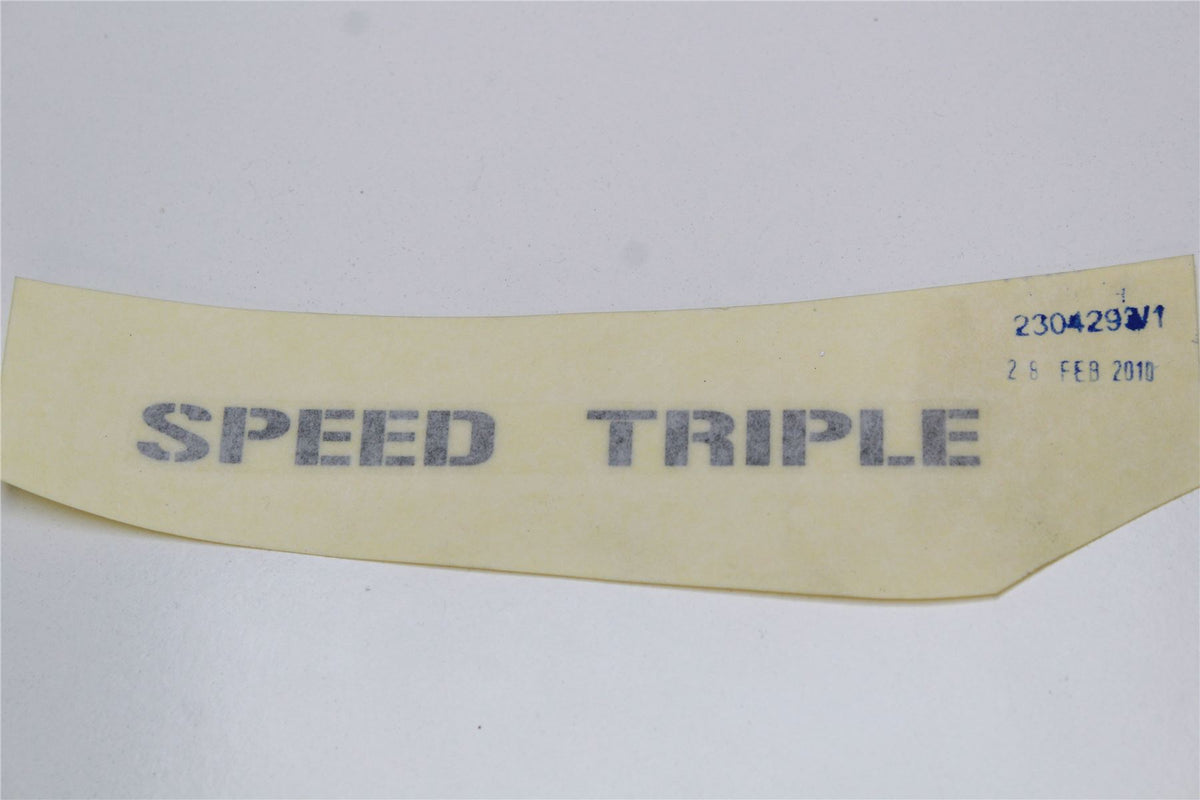 28 FEB 2010
SPEED TRIPLE